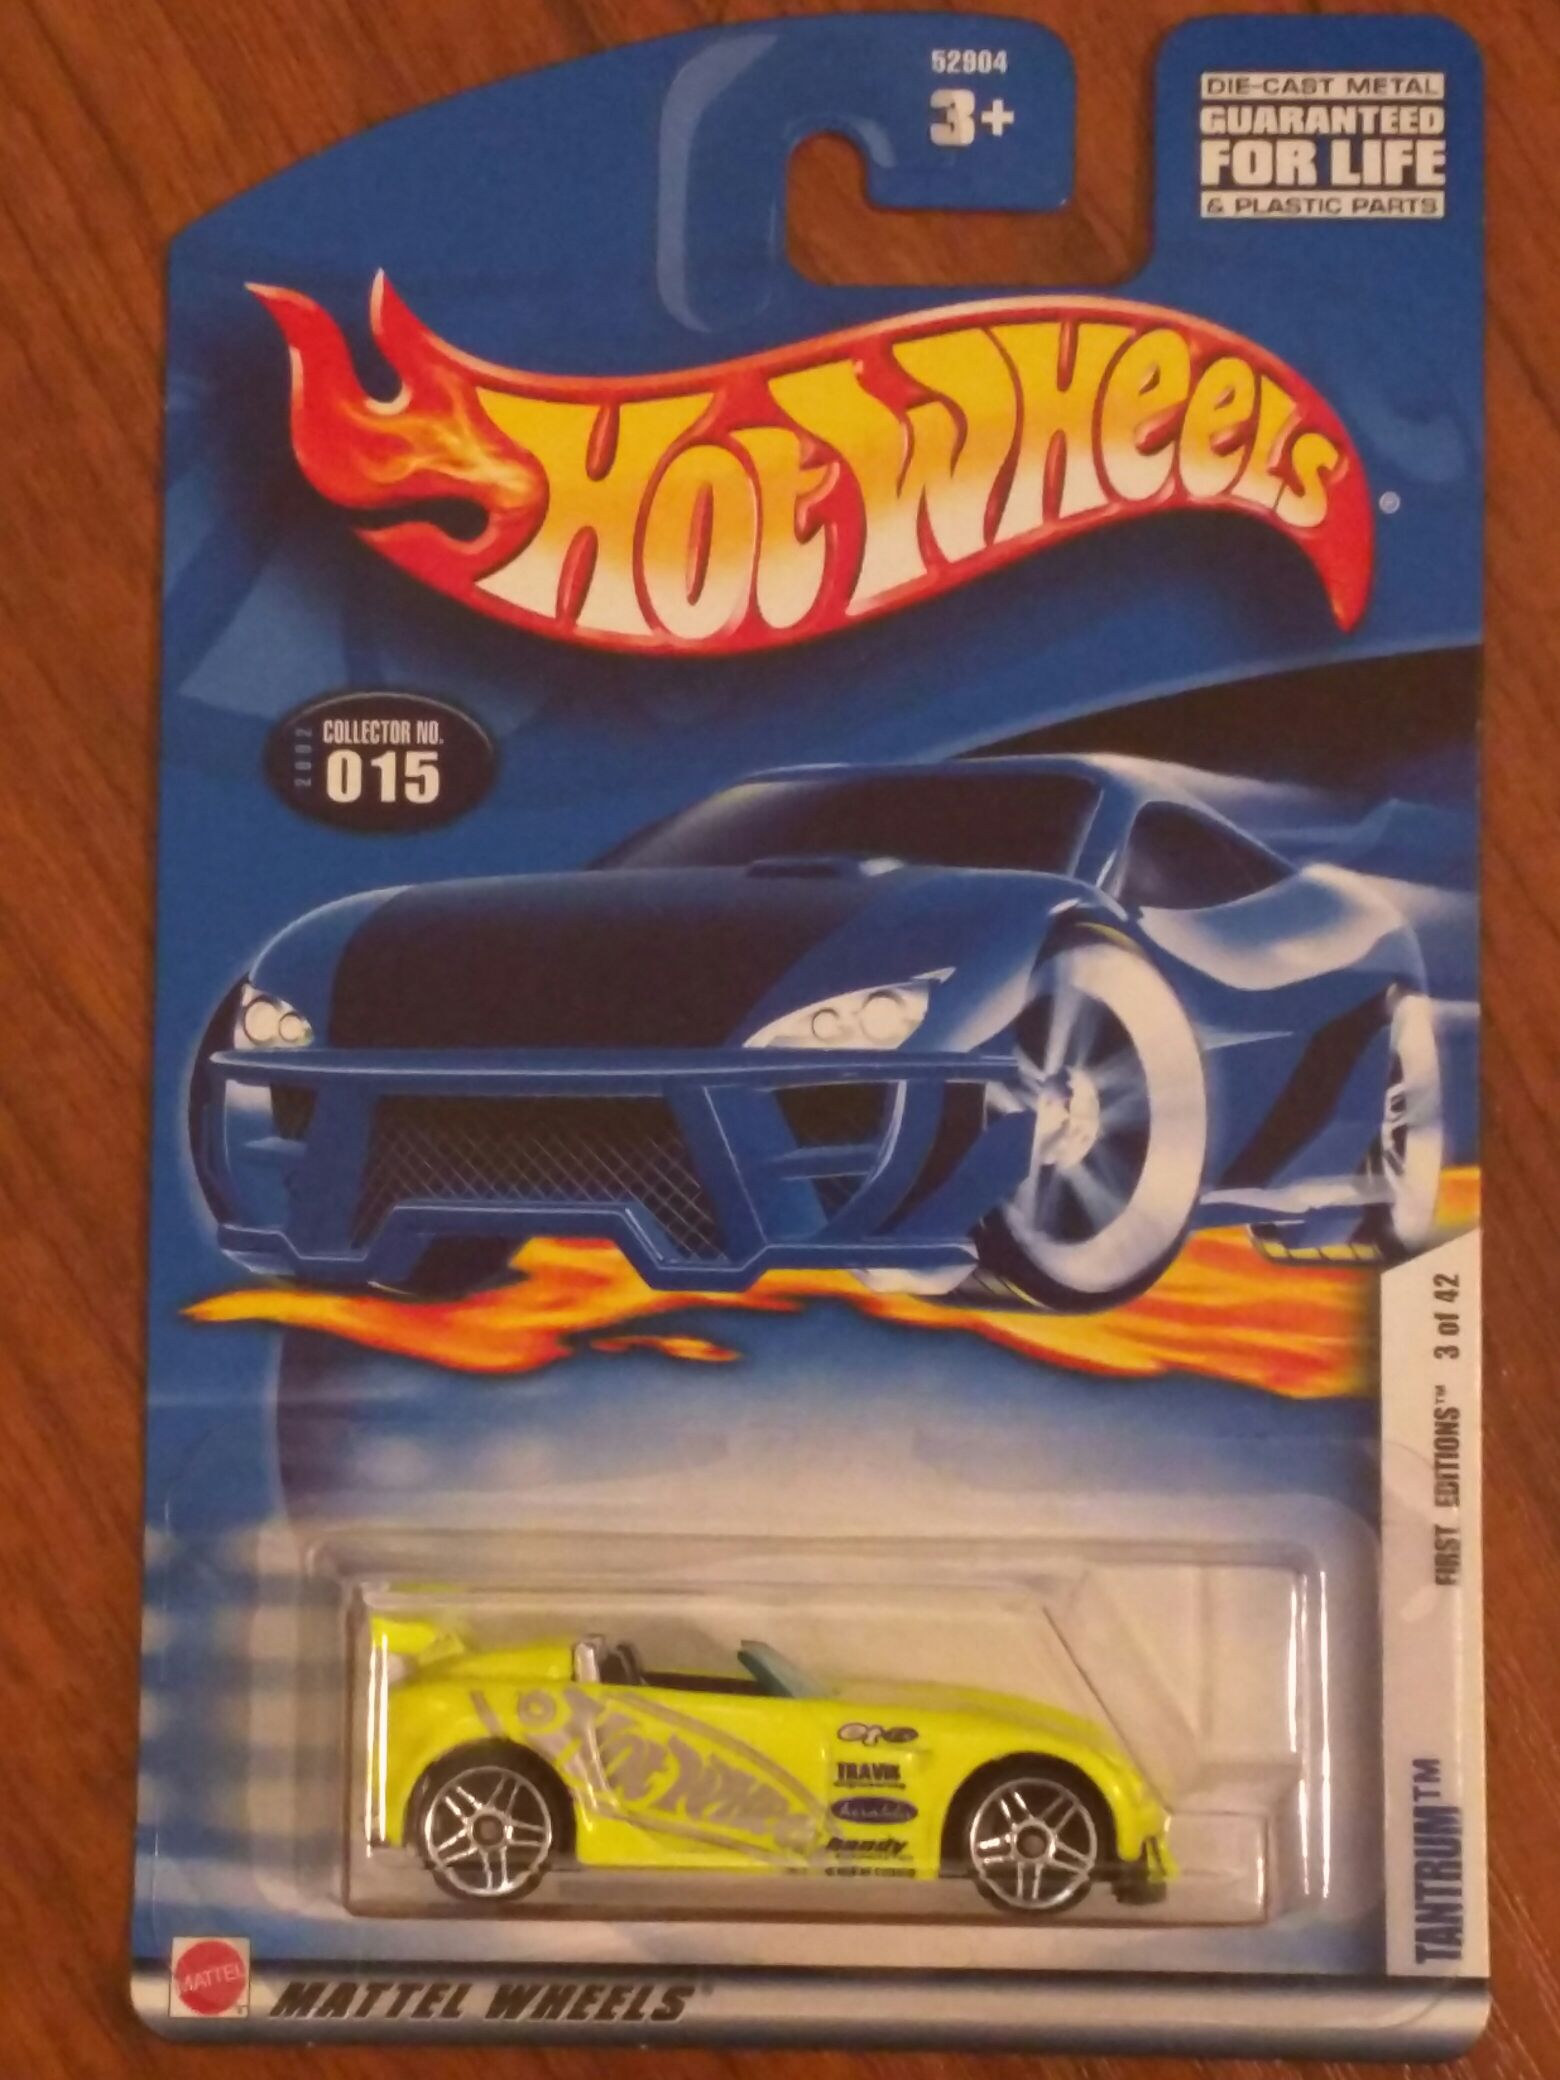 52904
3+
DIE-CAST METAL
GUARANTEED
FOR LIFE
& PLASTIC PARTS
HOT WHEELS
®
2002
COLLECTOR NO.
015
FIRST EDITIONS™ 3 of 42
TANTRUM™
HOT WHEELS
TRAVIS
MATTEL
MATTEL WHEELS